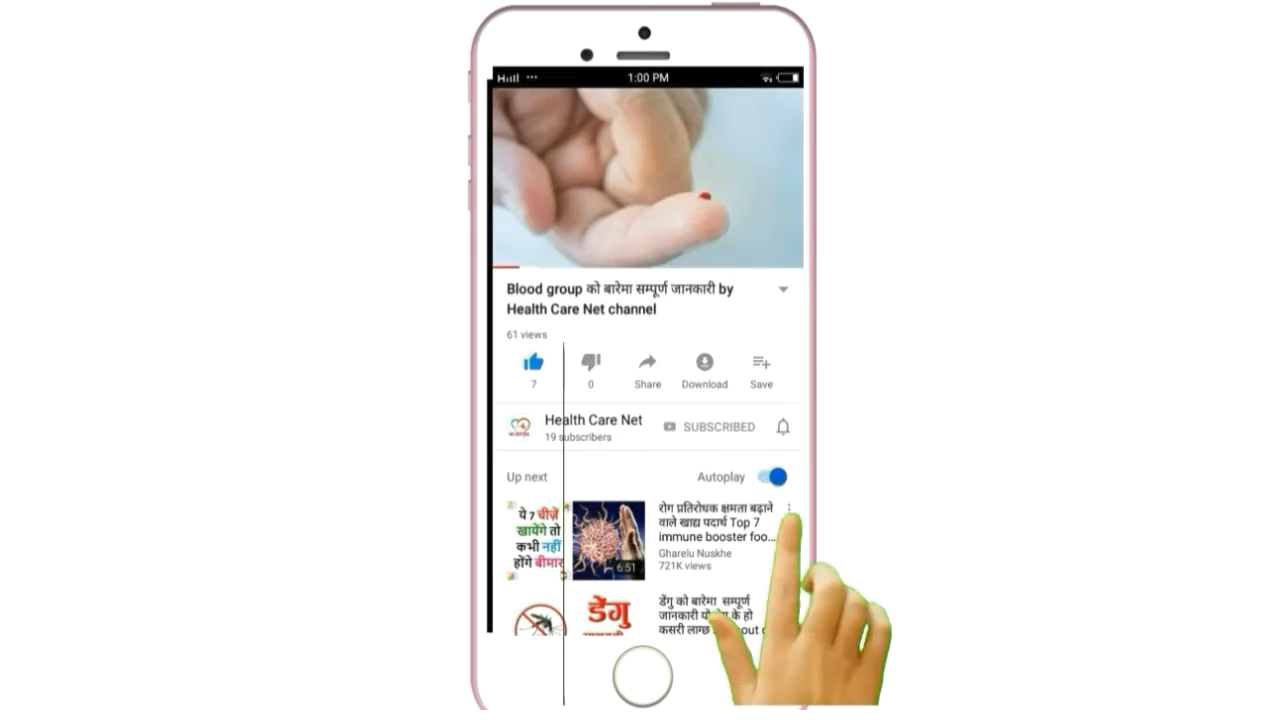 1:00 PM
Blood group को बारेमा सम्पूर्ण जानकारी by
Health Care Net channel
61 views
7
0
Share
Download
Save
Health Care Net
19 subscribers
SUBSCRIBED
Up next
Autoplay
ये 7 चीज़ें
खायेंगे तो
कभी नहीं
होंगे बीमार
6:51
रोग प्रतिरोधक क्षमता बढ़ाने
वाले खाद्य पदार्थ Top 7
immune booster foo...
Gharelu Nuskhe
721K views
डेंगु
डेंगु को बारेमा सम्पूर्ण
जानकारी के हो
कसरी लाग्छ out